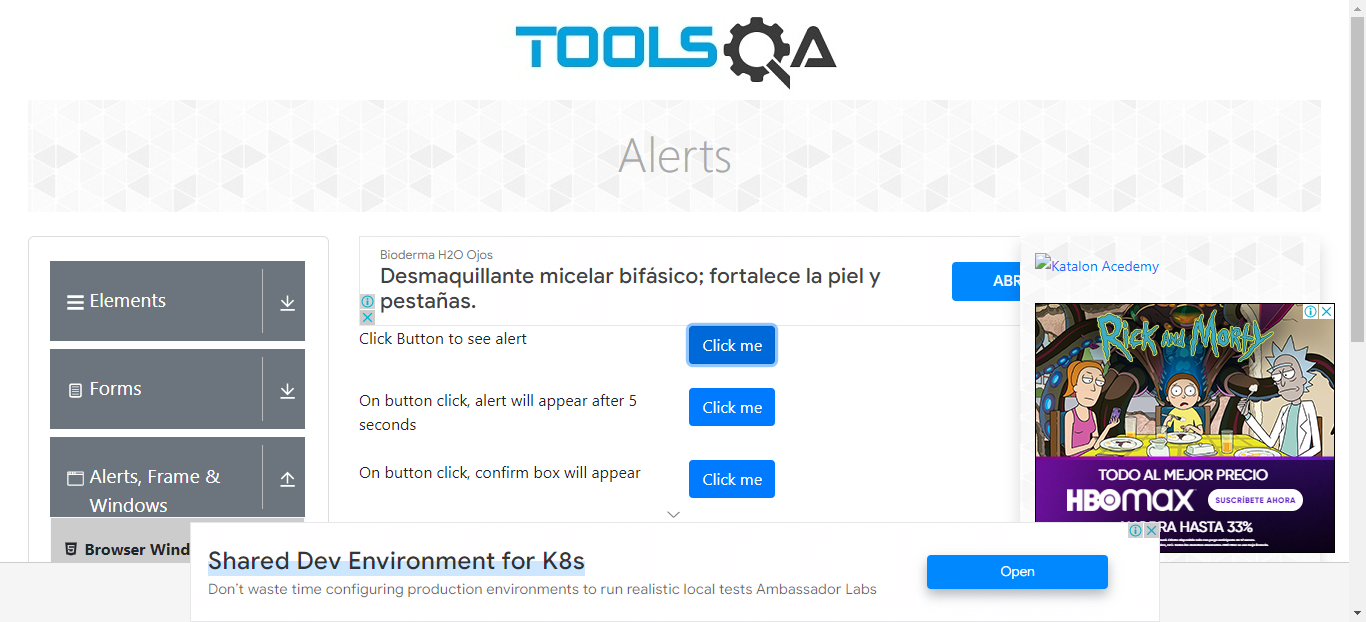 TOOLSQA
Alerts
Elements
Forms
Alerts, Frame &
Windows
Browser Wind
Bioderma H2O Ojos
Desmaquillante micelar bifásico; fortalece la piel y
pestañas.
ABR
Click Button to see alert
Click me
On button click, alert will appear after 5
seconds
Click me
On button click, confirm box will appear
Click me
Katalon Acedemy
RICK AND MORTY
TODO AL MEJOR PRECIO
HBOMAX
SUSCRÍBETE AHORA
RA HASTA 33%
Shared Dev Environment for K8s
Don't waste time configuring production environments to run realistic local tests Ambassador Labs
Open